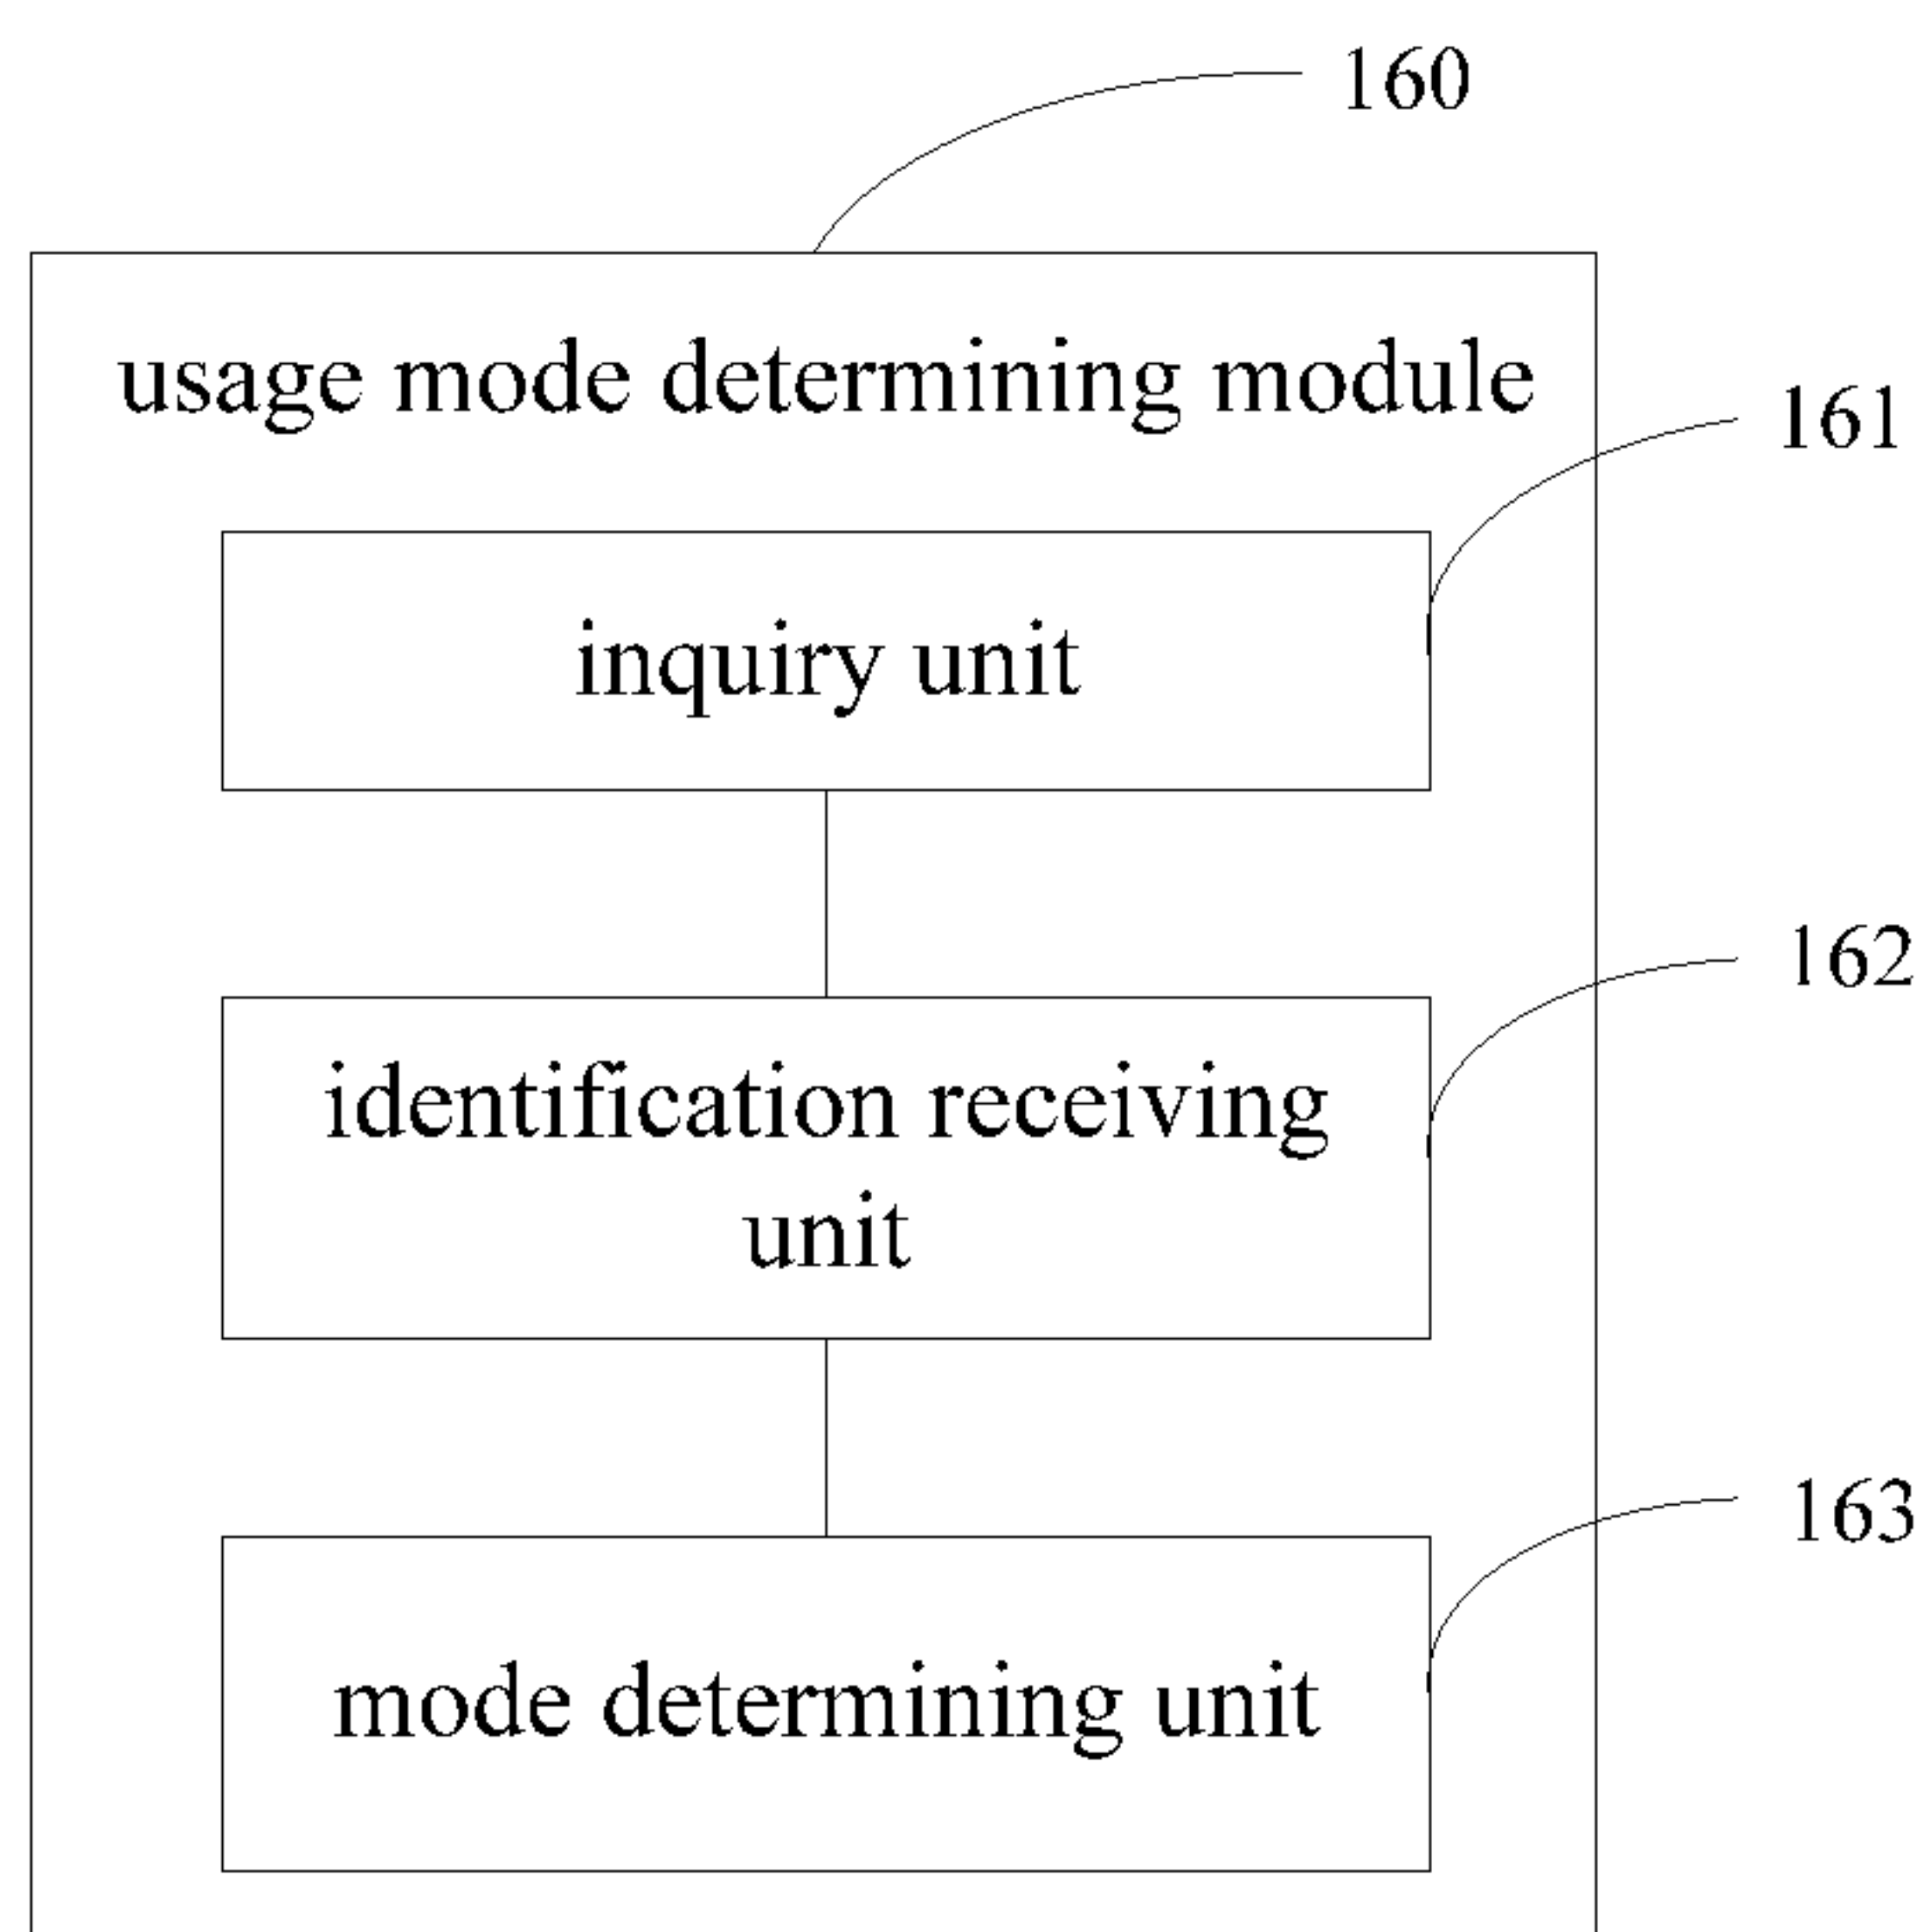 160
usage mode determining module
161
inquiry unit
162
identification receiving
unit
163
mode determining unit